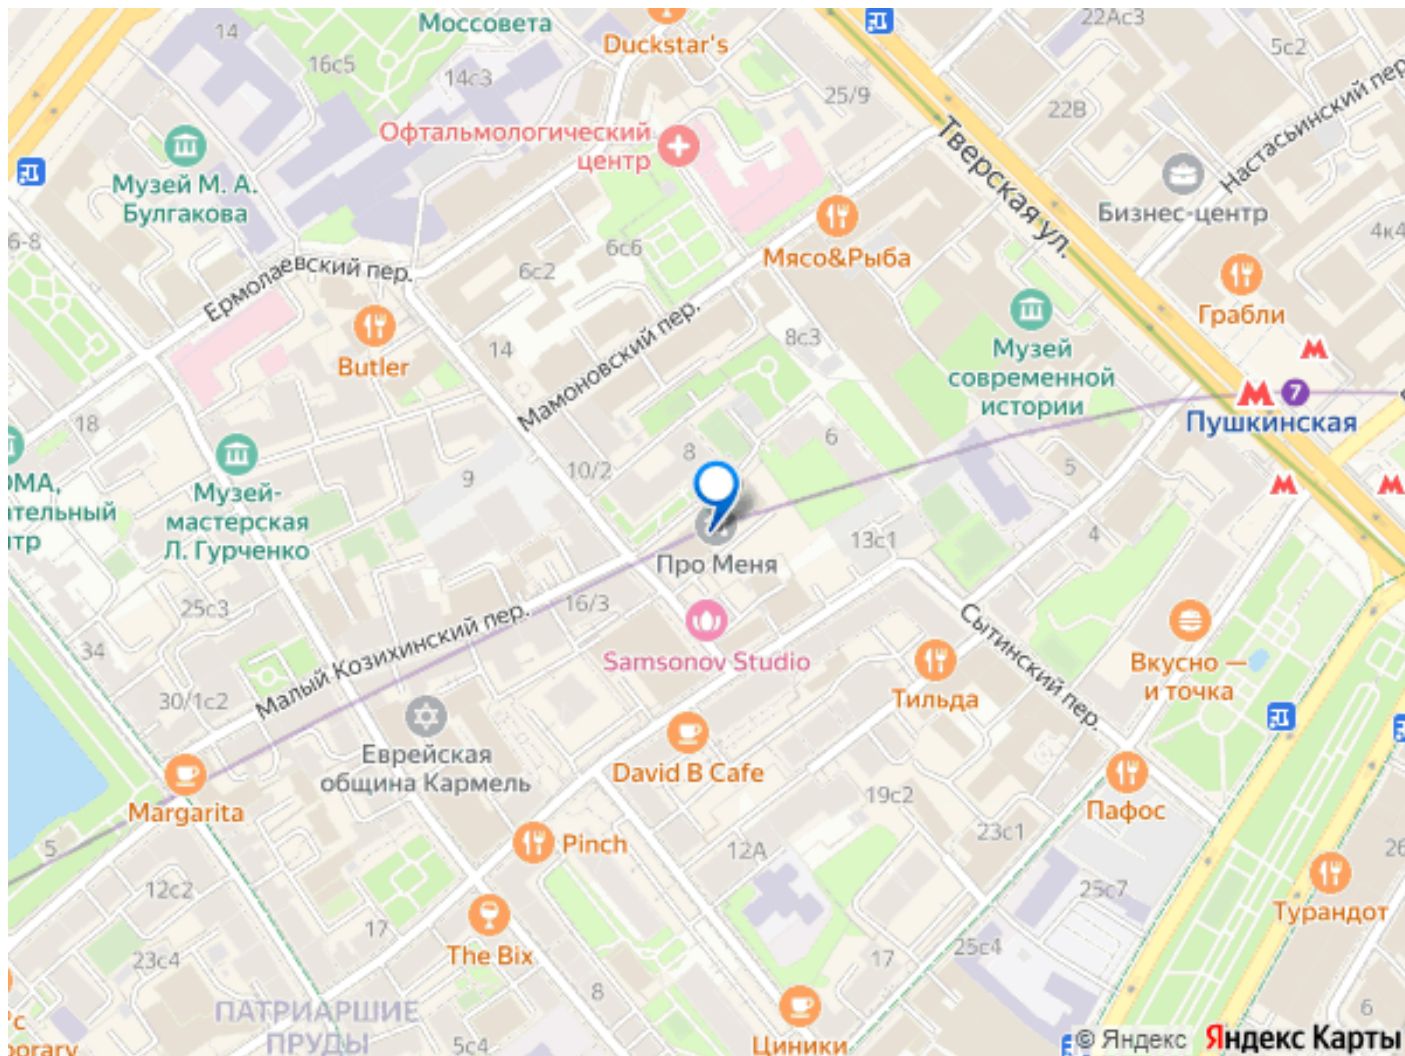 Моссовета
22Ас3
14
Duckstar's
5с2
16с5
14с3
25/9
22В
Настасьинский пер.
Офтальмологический
центр
Тверская ул.
Музей М. А.
Булгакова
Бизнес-центр
6-8
6с6
Мясо&Рыба
4к4
6с2
Ермолаевский пер.
Грабли
Мамоновский пер.
8с3
14
Музей
современной
истории
Butler
7
Пушкинская
18
8
6
5
10/2
9
Музей-
мастерская
Л. Гурченко
13с1
4
Про Меня
25с3
16/3
Сытинский пер.
34
Малый Козихинский пер.
Samsonov Studio
Вкусно —
и точка
30/1с2
Тильда
Еврейская
община Кармель
David B Cafe
Margarita
19с2
Пафос
23с1
5
Pinch
12А
26
12с2
25с7
Турандот
17
The Bix
23с4
17
25с4
8
6
ПАТРИАРШИЕ
ПРУДЫ
5с4
Циники
© Яндекс Яндекс Карты